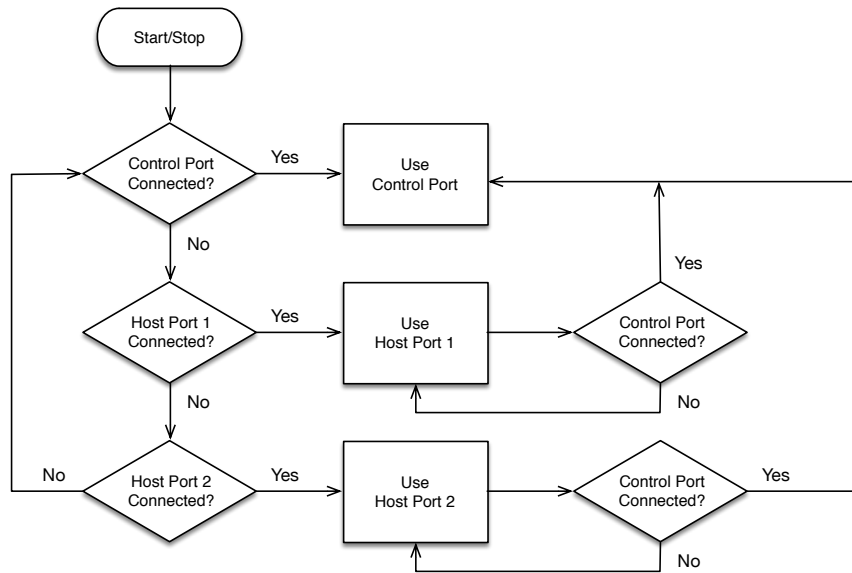 Start/Stop
Control Port
Connected?
Yes
Use
Control Port
No
Yes
Host Port 1
Connected?
Yes
Use
Host Port 1
Control Port
Connected?
No
No
No
Host Port 2
Connected?
Yes
Use
Host Port 2
Control Port
Connected?
Yes
No